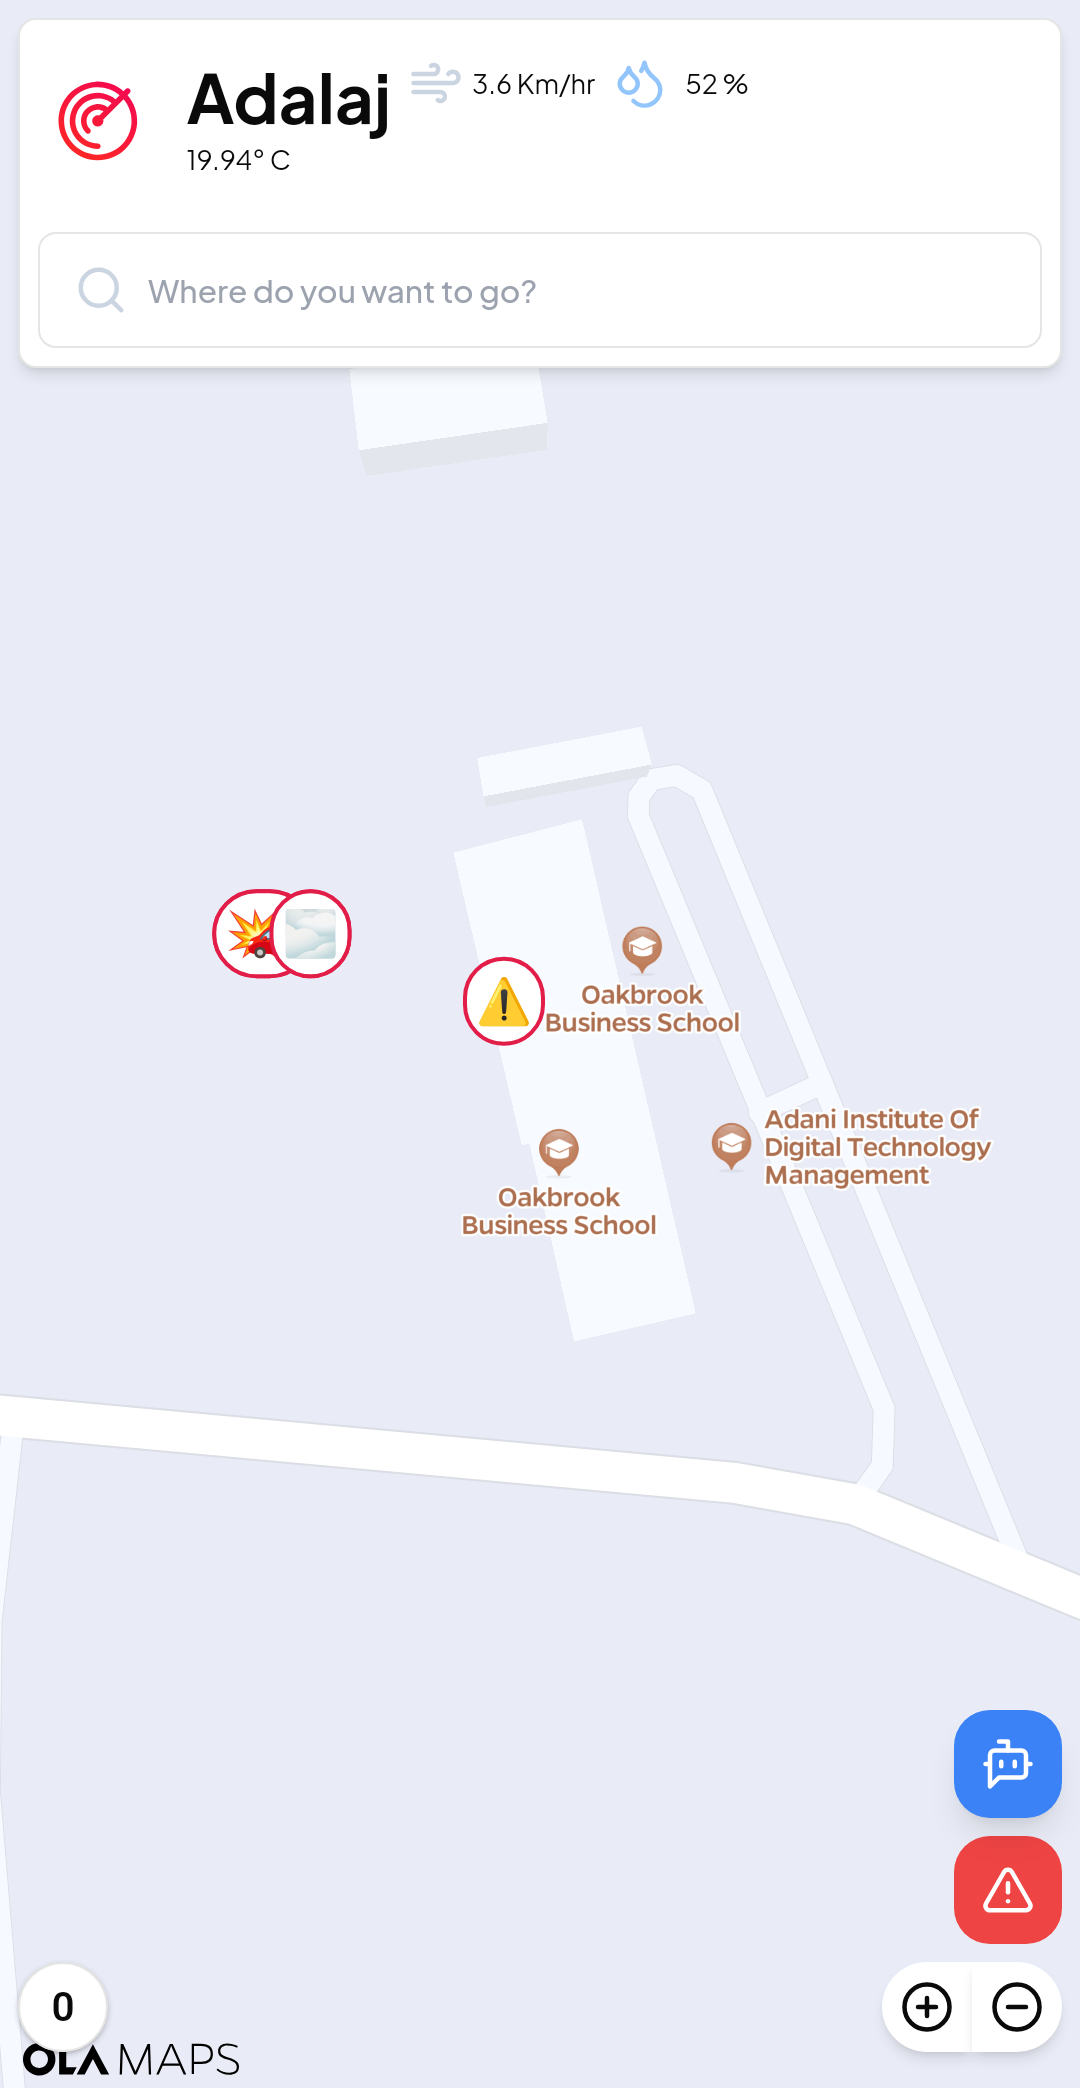 Adalaj
3.6 Km/hr
52 %
19.94° C
Where do you want to go?
Oakbrook
Business School
Adani Institute Of
Digital Technology
Management
Oakbrook
Business School
0
OLA MAPS